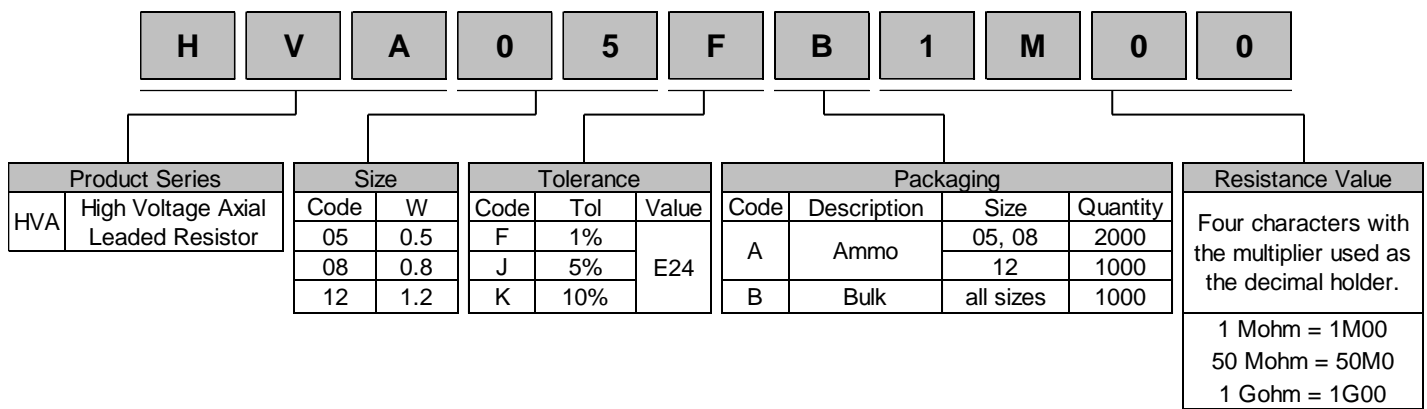 H V A 0 5 F B 1 M 0 0
Product Series
HVA High Voltage Axial
Leaded Resistor
Size
Code W
05 0.5
08 0.8
12 1.2
Tolerance
Code Tol Value
F 1%
J 5% E24
K 10%
Packaging
Code Description Size Quantity
A Ammo 05, 08 2000
12 1000
B Bulk all sizes 1000
Resistance Value
Four characters with
the multiplier used as
the decimal holder.
1 Mohm = 1M00
50 Mohm = 50M0
1 Gohm = 1G00